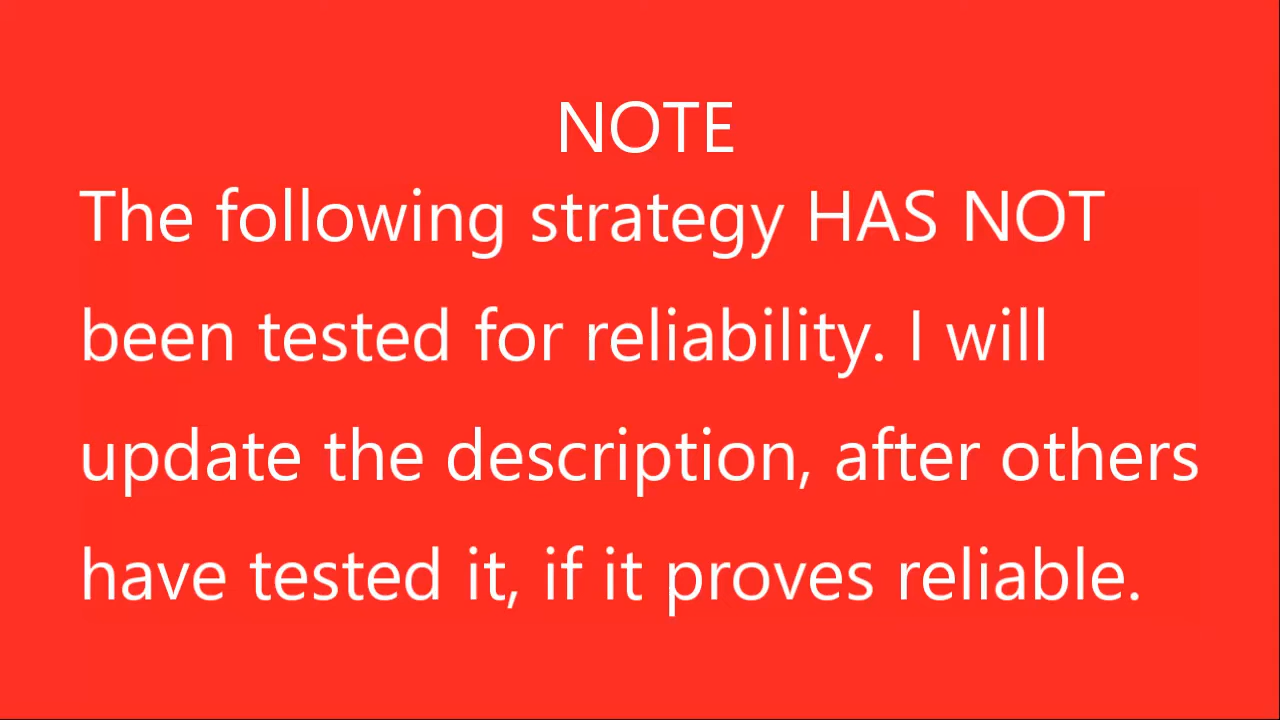 NOTE
The following strategy HAS NOT
been tested for reliability. I will
update the description, after others
have tested it, if it proves reliable.